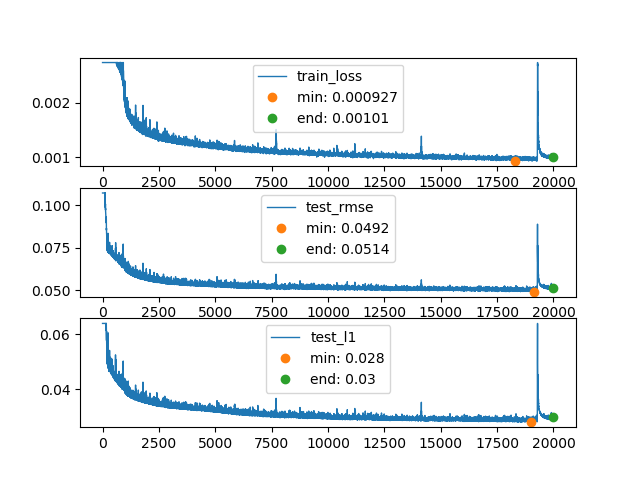 train_loss
min: 0.000927
end: 0.00101
0.002
0.001
0 2500 5000 7500 10000 12500 15000 17500 20000
test_rmse
min: 0.0492
end: 0.0514
0.100
0.075
0.050
0 2500 5000 7500 10000 12500 15000 17500 20000
test_l1
min: 0.028
end: 0.03
0.06
0.04
0 2500 5000 7500 10000 12500 15000 17500 20000